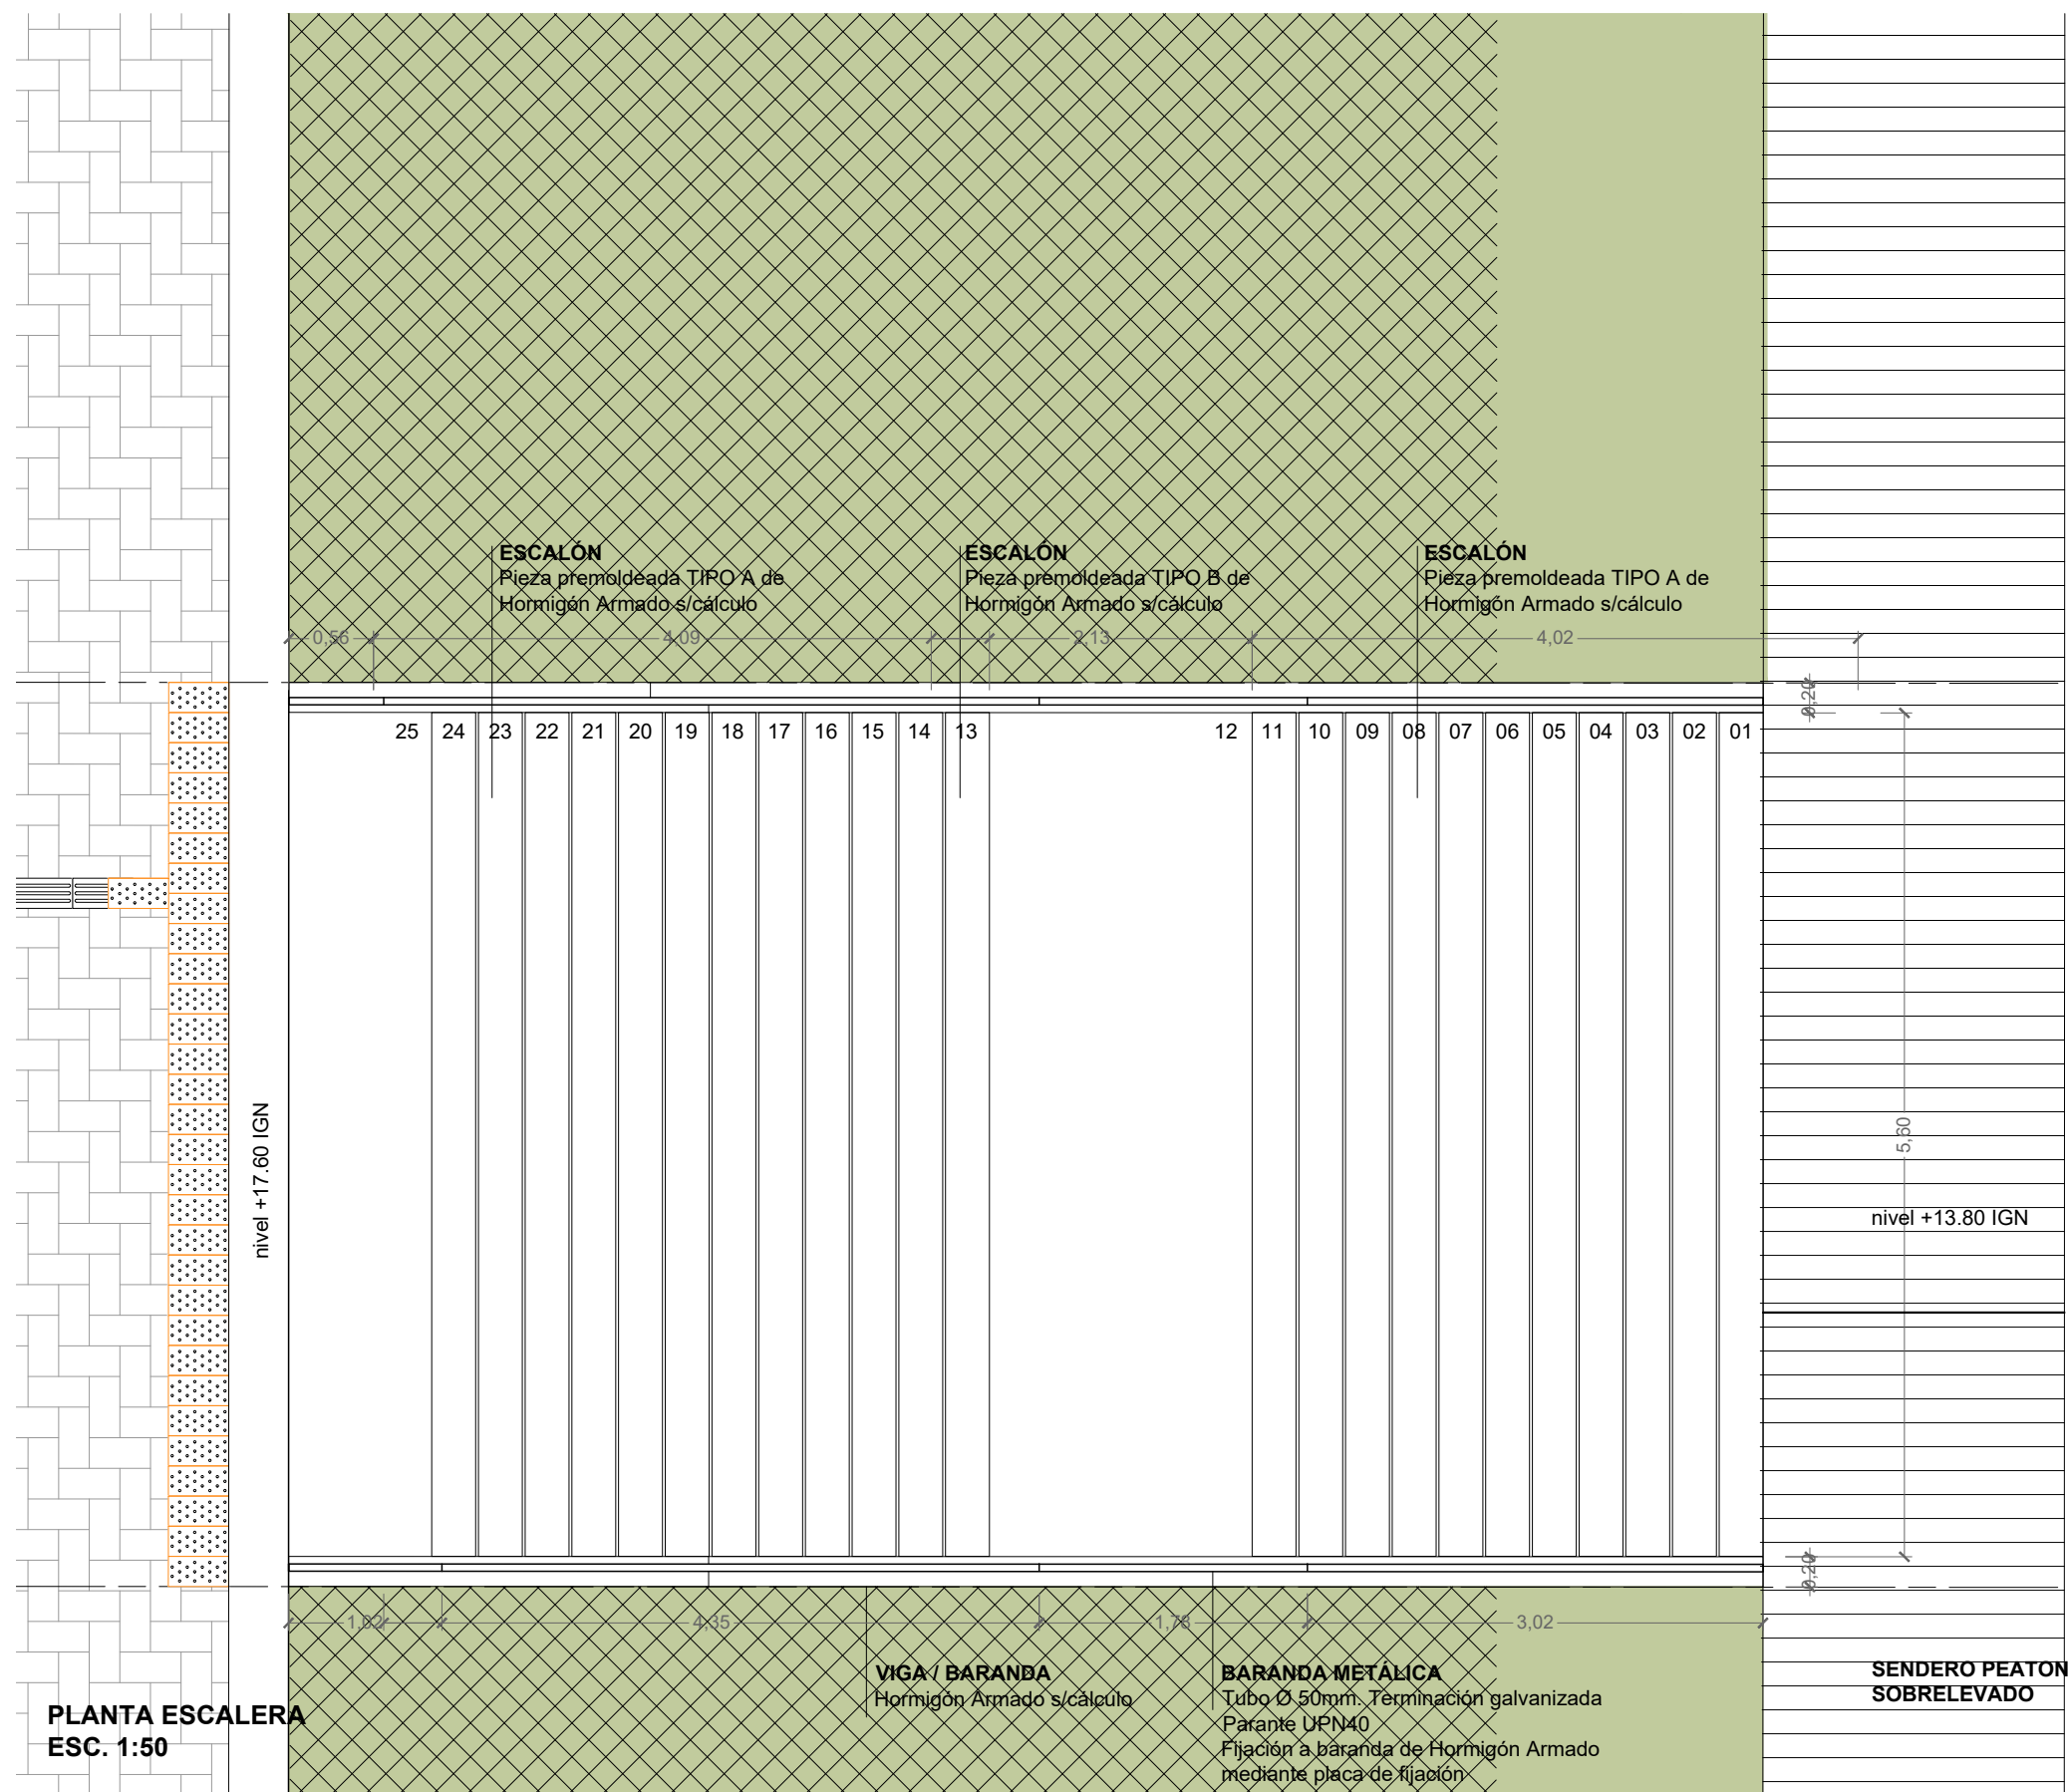 ESCALÓN
Pieza premoldeada TIPO A de
Hormigón Armado s/cálculo
ESCALÓN
Pieza premoldeada TIPO B de
Hormigón Armado s/cálculo
ESCALÓN
Pieza premoldeada TIPO A de
Hormigón Armado s/cálculo
0,56 4,09 2,13 4,02
0,20
25 24 23 22 21 20 19 18 17 16 15 14 13 12 11 10 09 08 07 06 05 04 03 02 01
nivel +17.60 IGN
5,60
nivel +13.80 IGN
0,20
1,02 4,35 1,78 3,02
VIGA / BARANDA
Hormigón Armado s/cálculo
BARANDA METÁLICA
Tubo Ø 50mm. Terminación galvanizada
Parante UPN40
Fijación a baranda de Hormigón Armado
mediante placa de fijación
SENDERO PEATON
SOBRELEVADO
PLANTA ESCALERA
ESC. 1:50